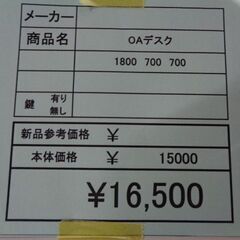 メーカー
商品名 OAデスク
1800 700 700
鍵 有り 無し
新品参考価格 ¥
本体価格 ¥ 15000
¥16,500